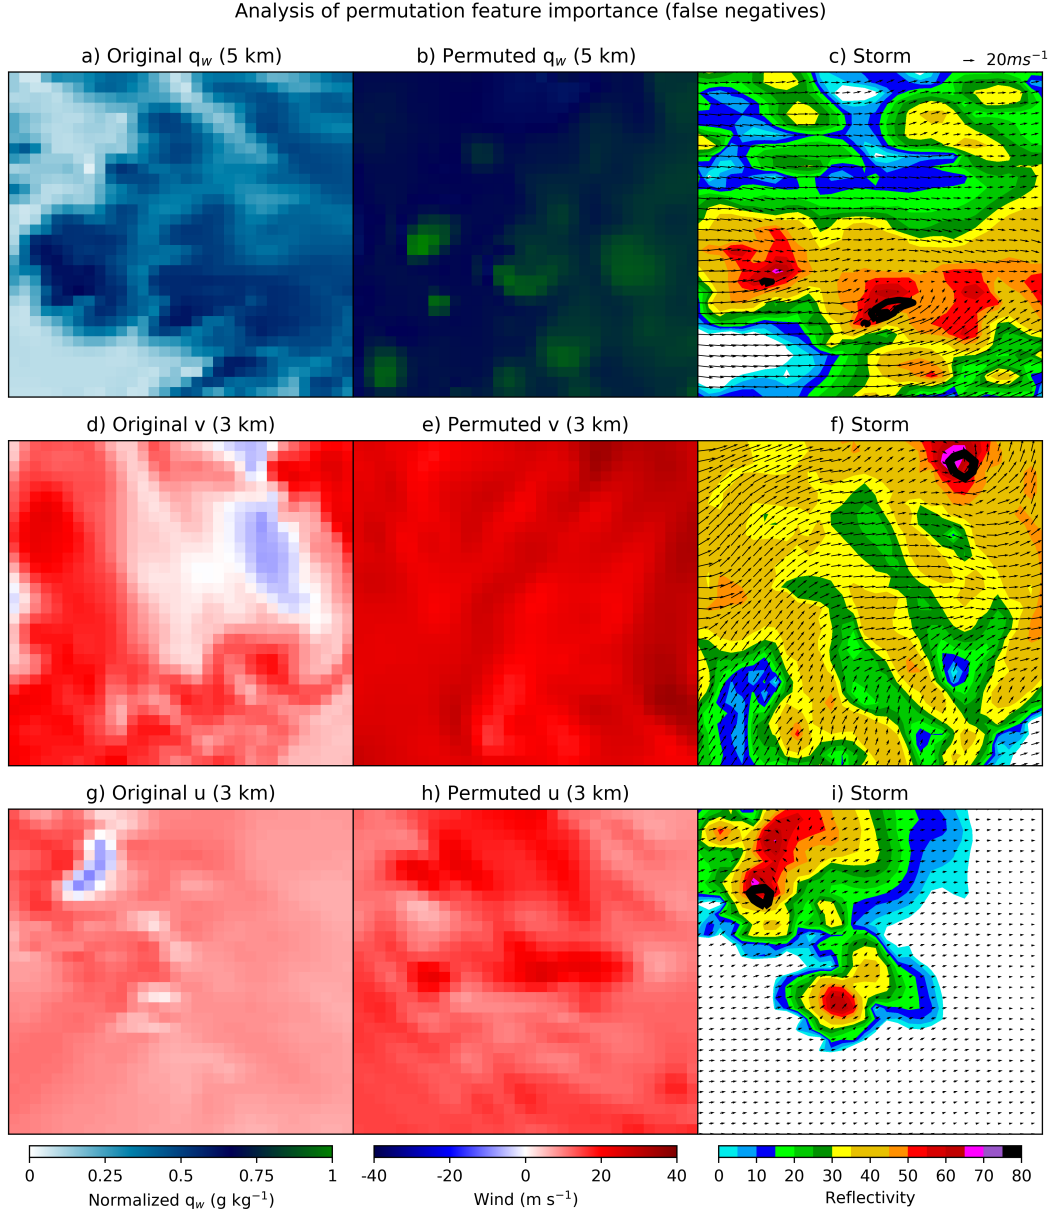 Analysis of permutation feature importance (false negatives)
a) Original q_w (5 km)
b) Permuted q_w (5 km)
c) Storm
20ms⁻¹
d) Original v (3 km)
e) Permuted v (3 km)
f) Storm
g) Original u (3 km)
h) Permuted u (3 km)
i) Storm
0 0.25 0.5 0.75 1
Normalized q_w (g kg⁻¹)
-40 -20 0 20 40
Wind (m s⁻¹)
0 10 20 30 40 50 60 70 80
Reflectivity